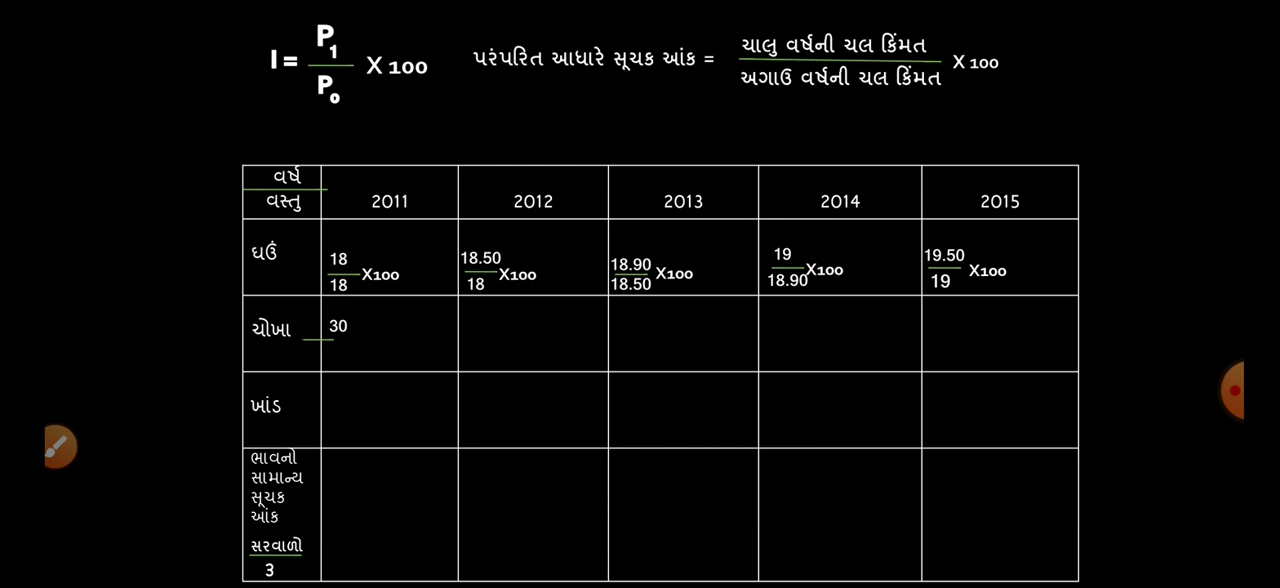 I = P₁ / P₀ X 100
પરંપરિત આધારે સૂચક આંક = ચાલુ વર્ષની ચલ કિંમત / અગાઉ વર્ષની ચલ કિંમત X 100
વર્ષ
વસ્તુ 2011 2012 2013 2014 2015
ઘઉં 18/18 X100 18.50/18 X100 18.90/18.50 X100 19/18.90 X100 19.50/19 X100
ચોખા 30
ખાંડ
ભાવનો
સામાન્ય
સૂચક
આંક
સરવાળો
3